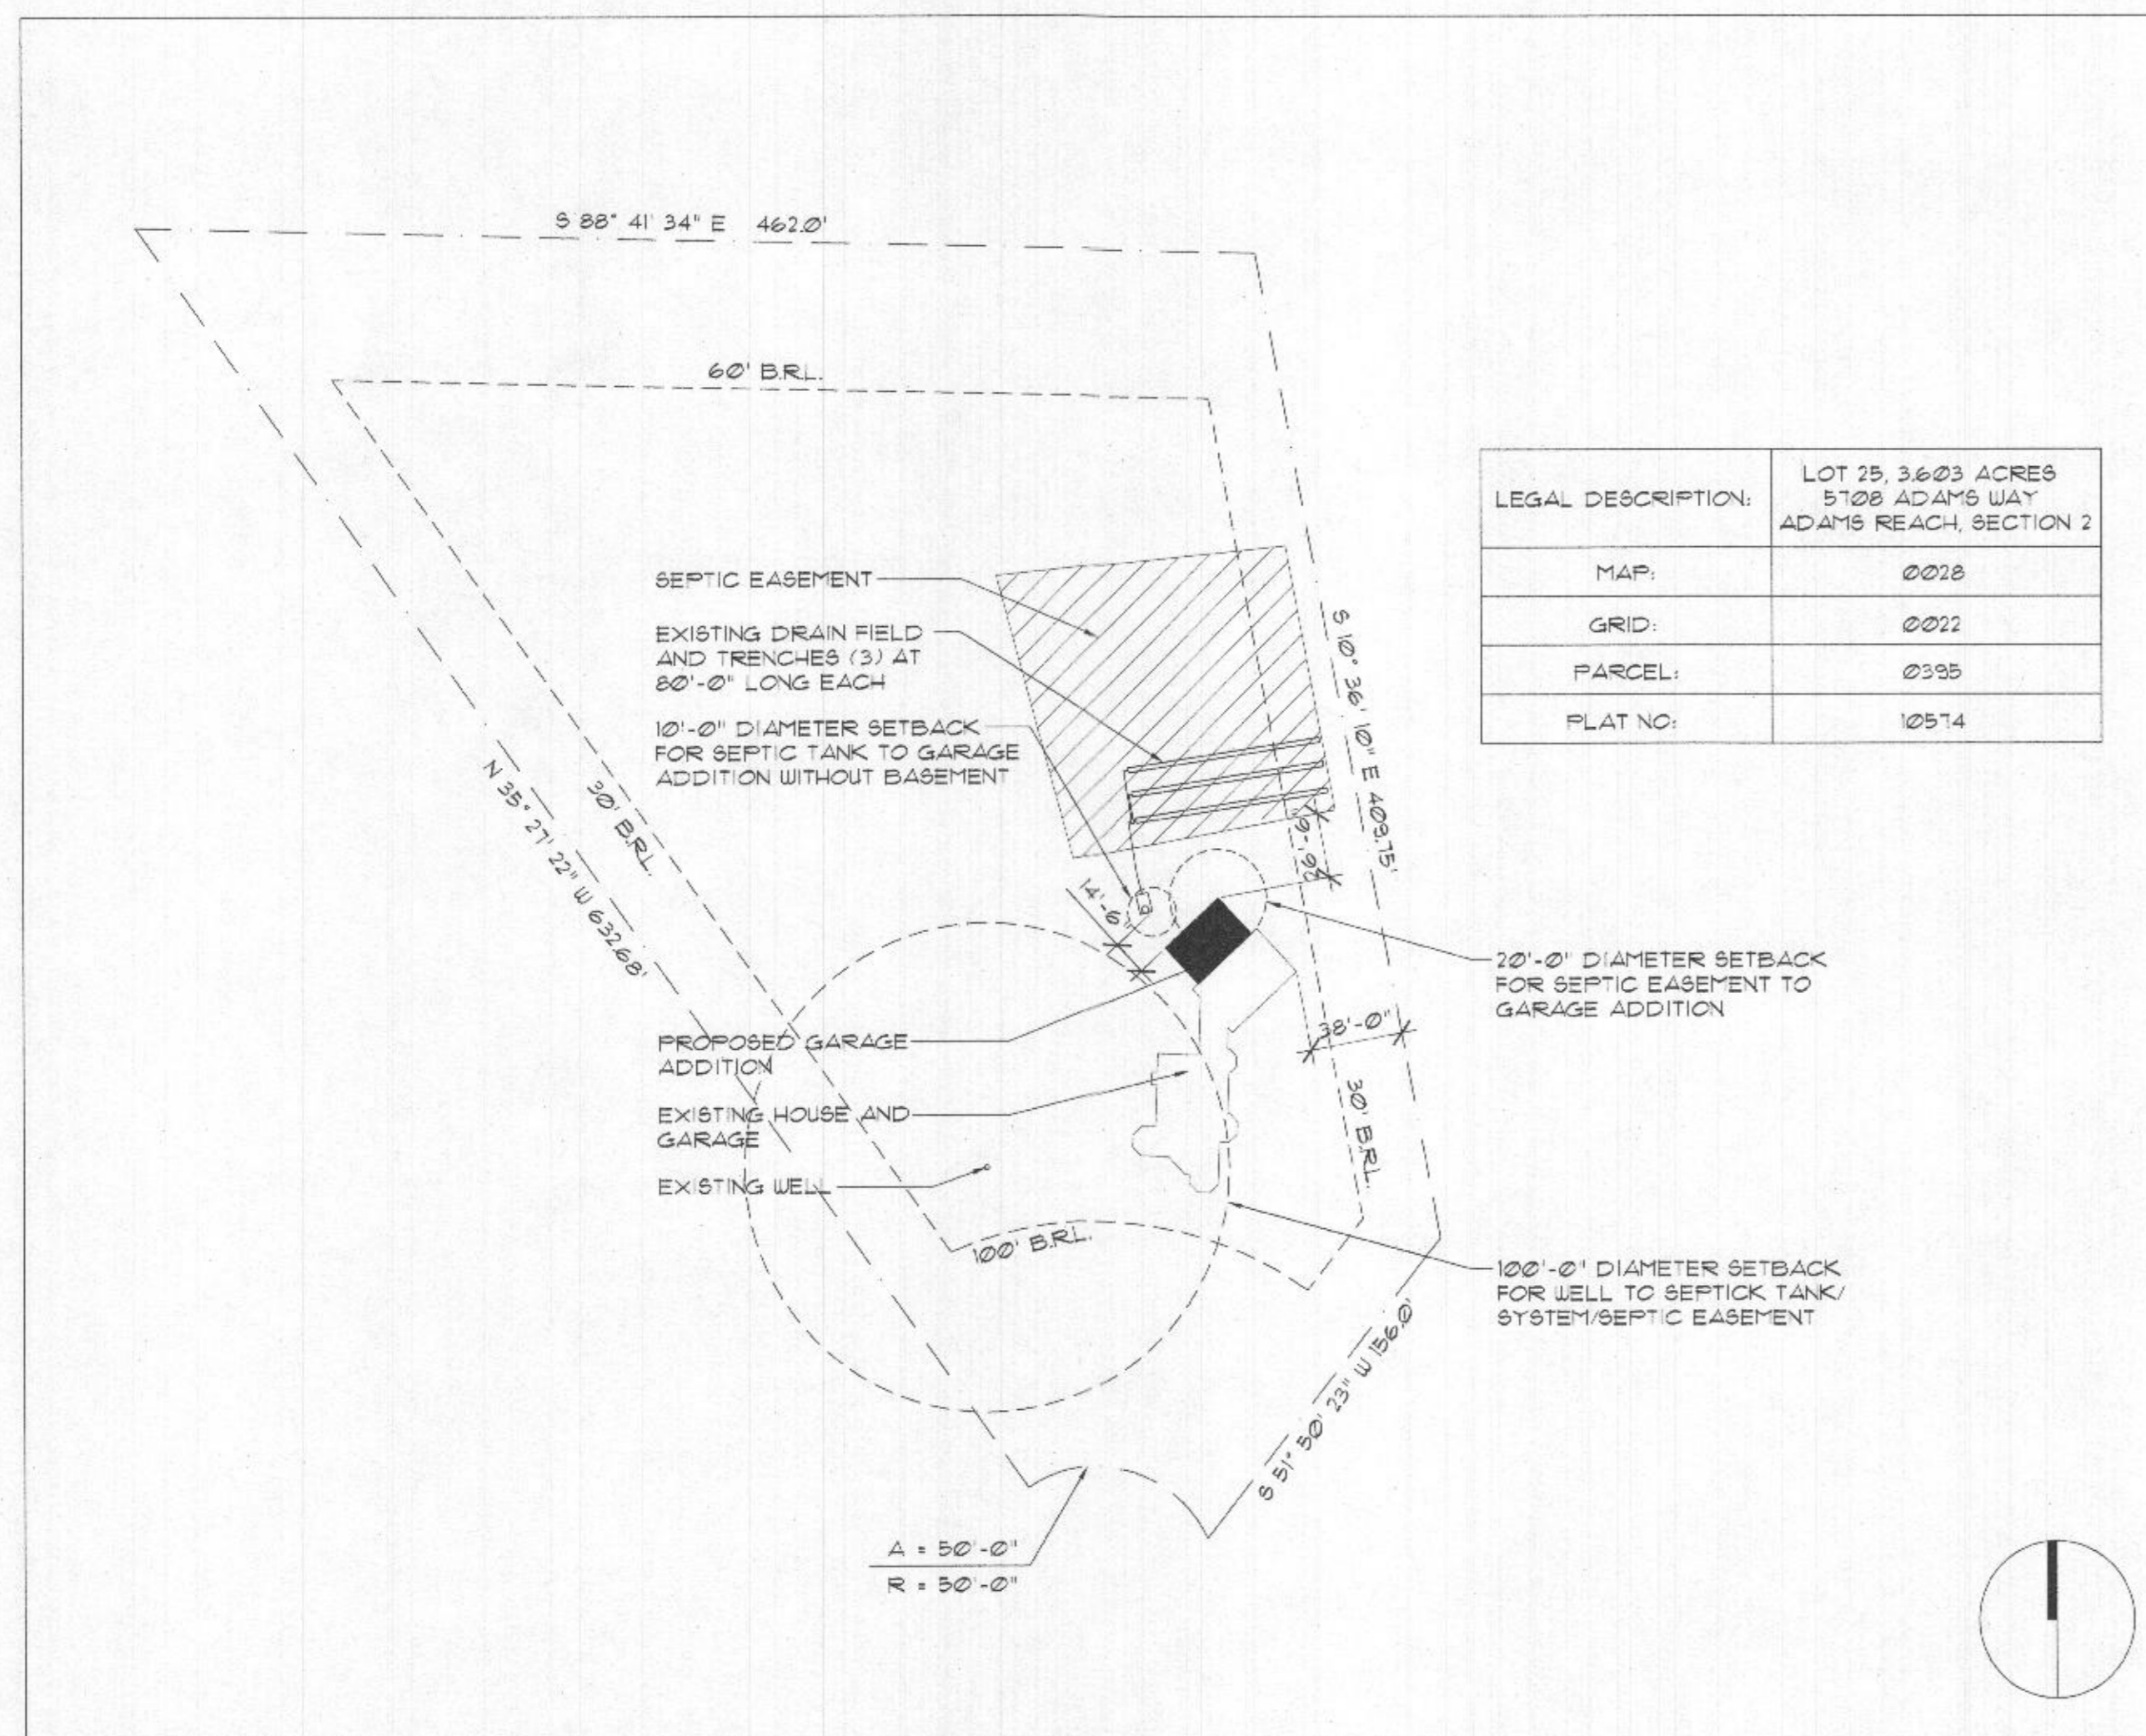 S 88° 41' 34" E 462.0'
60' B.R.L.
LEGAL DESCRIPTION:
LOT 25, 3.603 ACRES
5708 ADAMS WAY
ADAMS REACH, SECTION 2
MAP:
0028
GRID:
0022
PARCEL:
0395
PLAT NO:
10574
SEPTIC EASEMENT
EXISTING DRAIN FIELD
AND TRENCHES (3) AT
80'-0" LONG EACH
10'-0" DIAMETER SETBACK
FOR SEPTIC TANK TO GARAGE
ADDITION WITHOUT BASEMENT
S 10° 36' 10" E 409.75'
N 35° 27' 22" W 632.68'
30' B.R.L.
14'-6"
26'-6"
20'-0" DIAMETER SETBACK
FOR SEPTIC EASEMENT TO
GARAGE ADDITION
38'-0"
PROPOSED GARAGE
ADDITION
EXISTING HOUSE AND
GARAGE
EXISTING WELL
30' B.R.L.
100' B.R.L.
100'-0" DIAMETER SETBACK
FOR WELL TO SEPTICK TANK/
SYSTEM/SEPTIC EASEMENT
S 51° 50' 23" W 156.0'
A = 50'-0"
R = 50'-0"